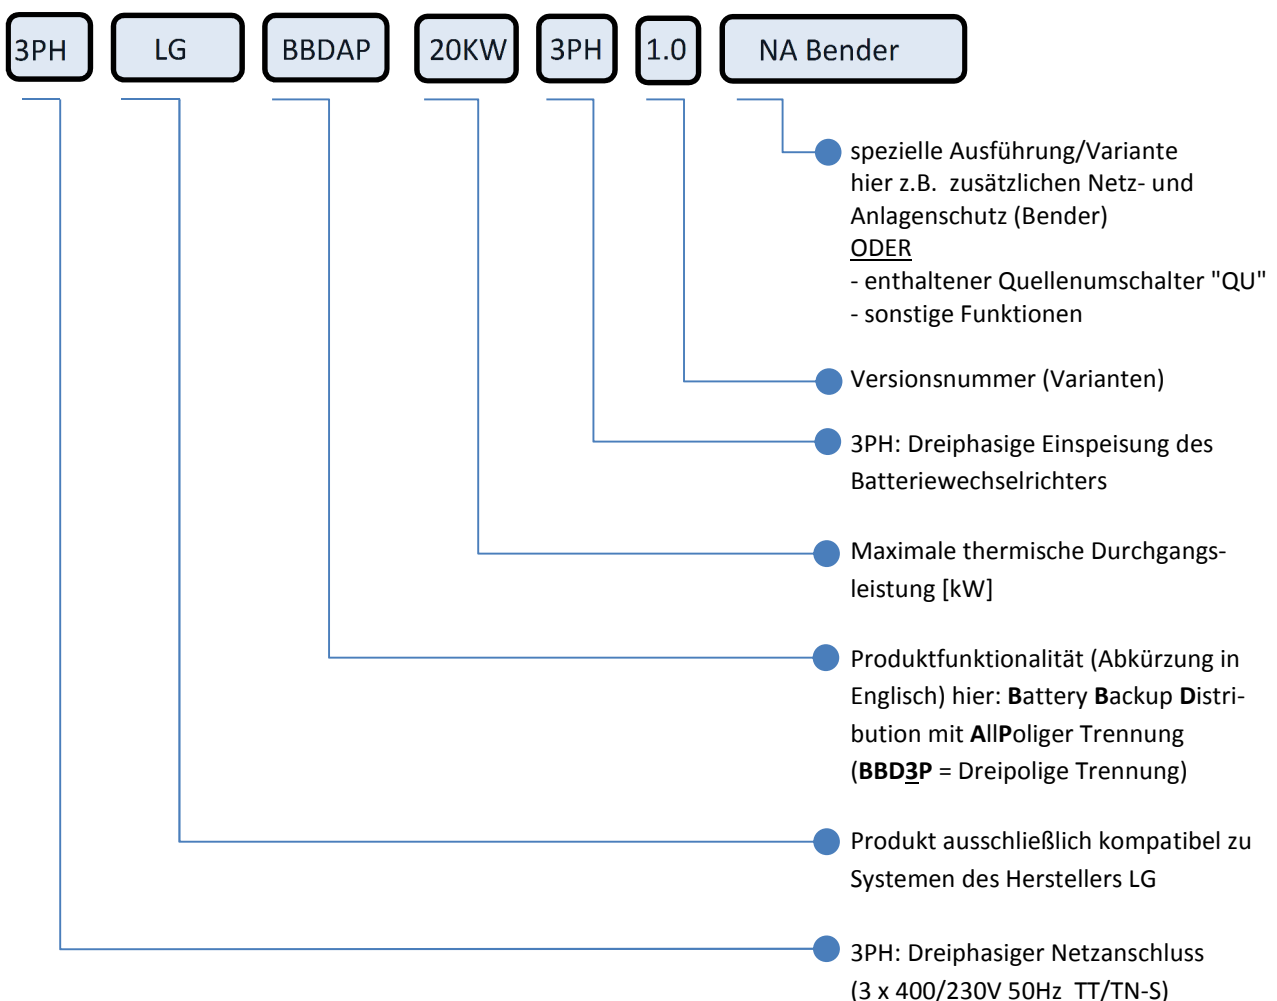 3PH LG BBDAP 20KW 3PH 1.0 NA Bender
spezielle Ausführung/Variante
hier z.B. zusätzlichen Netz- und
Anlagenschutz (Bender)
ODER
- enthaltener Quellenumschalter "QU"
- sonstige Funktionen
Versionsnummer (Varianten)
3PH: Dreiphasige Einspeisung des
Batteriewechselrichters
Maximale thermische Durchgangs-
leistung [kW]
Produktfunktionalität (Abkürzung in
Englisch) hier: Battery Backup Distri-
bution mit AllPoliger Trennung
(BBD3P = Dreipolige Trennung)
Produkt ausschließlich kompatibel zu
Systemen des Herstellers LG
3PH: Dreiphasiger Netzanschluss
(3 x 400/230V 50Hz TT/TN-S)